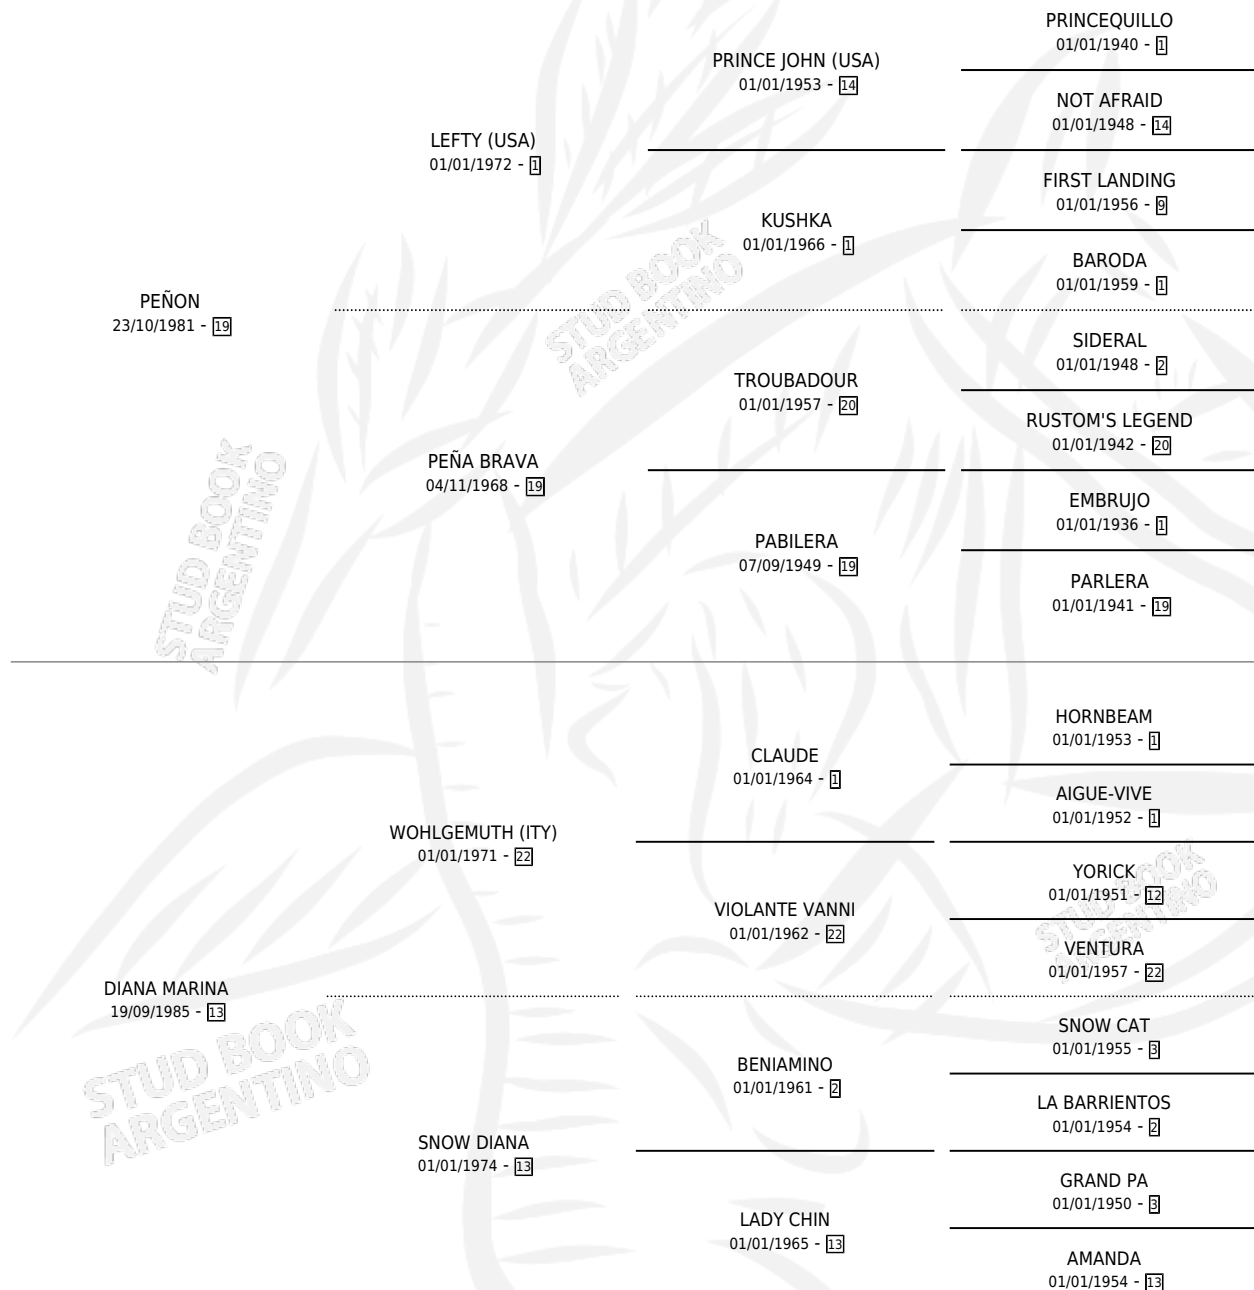 PRINCEQUILLO
01/01/1940 - 1
PRINCE JOHN (USA)
01/01/1953 - 14
NOT AFRAID
01/01/1948 - 14
LEFTY (USA)
01/01/1972 - 1
FIRST LANDING
01/01/1956 - 9
KUSHKA
01/01/1966 - 1
BARODA
01/01/1959 - 1
PEÑON
23/10/1981 - 19
SIDERAL
01/01/1948 - 2
TROUBADOUR
01/01/1957 - 20
RUSTOM'S LEGEND
01/01/1942 - 20
PEÑA BRAVA
04/11/1968 - 19
EMBRUJO
01/01/1936 - 1
PABILERA
07/09/1949 - 19
PARLERA
01/01/1941 - 19
HORNBEAM
01/01/1953 - 1
CLAUDE
01/01/1964 - 1
AIGUE-VIVE
01/01/1952 - 1
WOHLGEMUTH (ITY)
01/01/1971 - 22
YORICK
01/01/1951 - 12
VIOLANTE VANNI
01/01/1962 - 22
VENTURA
01/01/1957 - 22
DIANA MARINA
19/09/1985 - 13
SNOW CAT
01/01/1955 - 3
BENIAMINO
01/01/1961 - 2
LA BARRIENTOS
01/01/1954 - 2
SNOW DIANA
01/01/1974 - 13
GRAND PA
01/01/1950 - 3
LADY CHIN
01/01/1965 - 13
AMANDA
01/01/1954 - 13
STUD BOOK
ARGENTINO
STUD BOOK
ARGENTINO
STUD BOOK
ARGENTINO
STUD BOOK
ARGENTINO